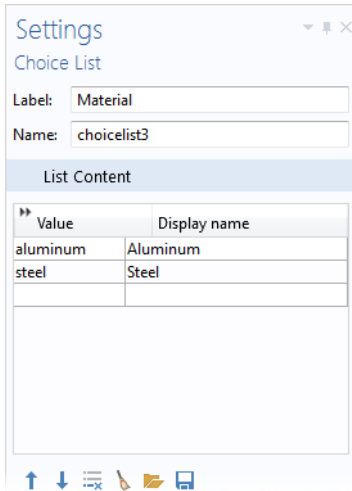 Settings
Choice List
Label: Material
Name: choicelist3
List Content
Value Display name
aluminum Aluminum
steel Steel